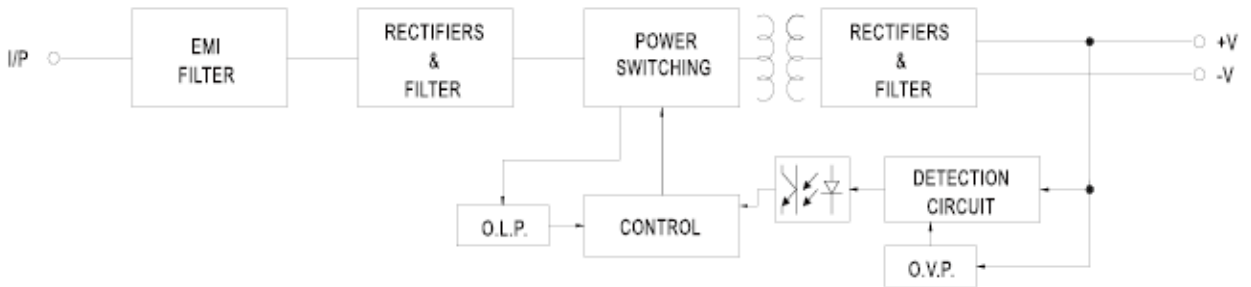 I/P
EMI
FILTER
RECTIFIERS
&
FILTER
POWER
SWITCHING
RECTIFIERS
&
FILTER
+V
-V
O.L.P.
CONTROL
DETECTION
CIRCUIT
O.V.P.